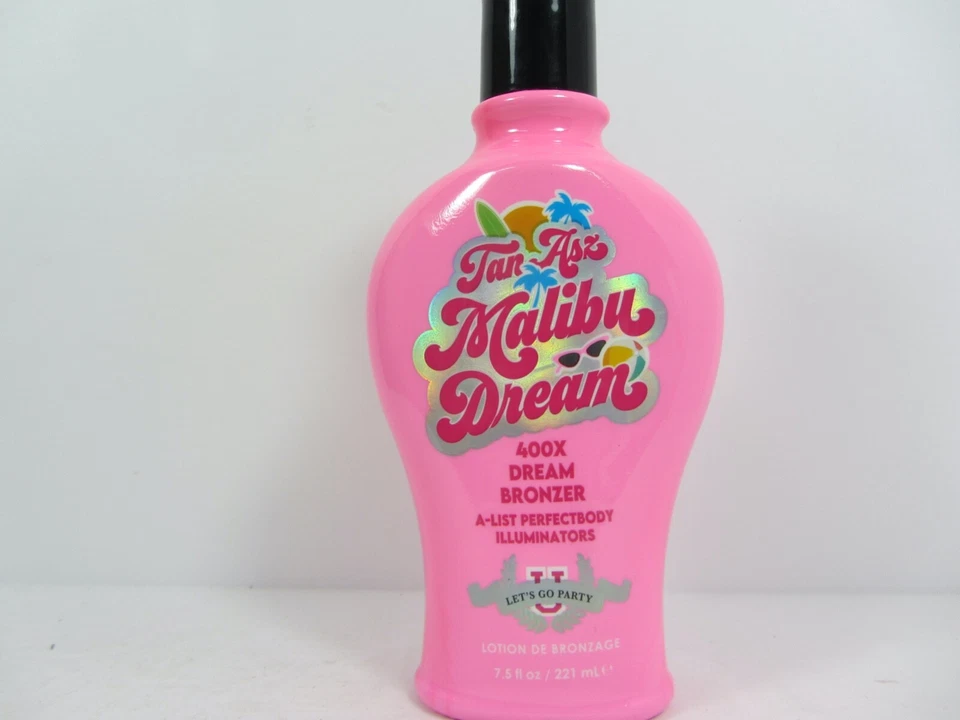 Tan Asz
Malibu
Dream
400X
DREAM
BRONZER
A-LIST PERFECTBODY
ILLUMINATORS
U
LET'S GO PARTY
LOTION DE BRONZAGE
7.5 fl oz / 221 mL